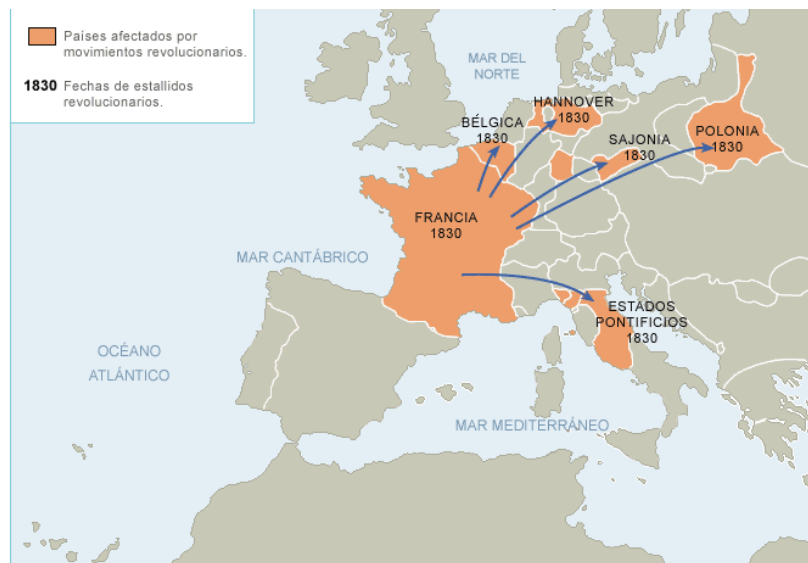 Países afectados por
movimientos revolucionarios.
1830 Fechas de estallidos
revolucionarios.
MAR DEL
NORTE
HANNOVER
1830
BÉLGICA
1830
SAJONIA
1830
POLONIA
1830
FRANCIA
1830
MAR CANTÁBRICO
ESTADOS
PONTIFICIOS
1830
OCÉANO
ATLÁNTICO
MAR MEDITERRÁNEO